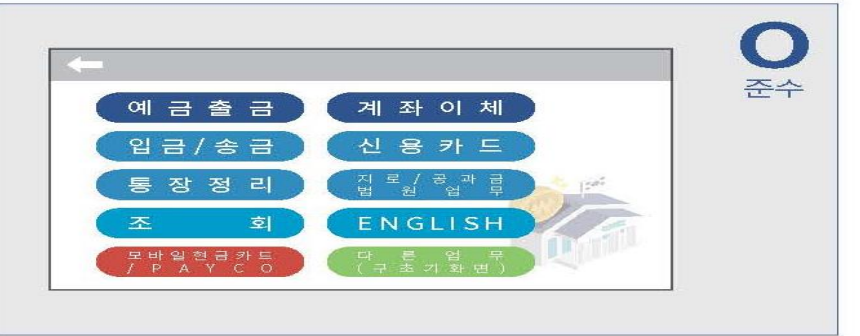 O
준수
예금출금
계좌이체
입금/송금
신용카드
통장정리
지로/공과금
법원업무
조회
ENGLISH
모바일현금카드
/PAYCO
다른업무
(구초기화면)